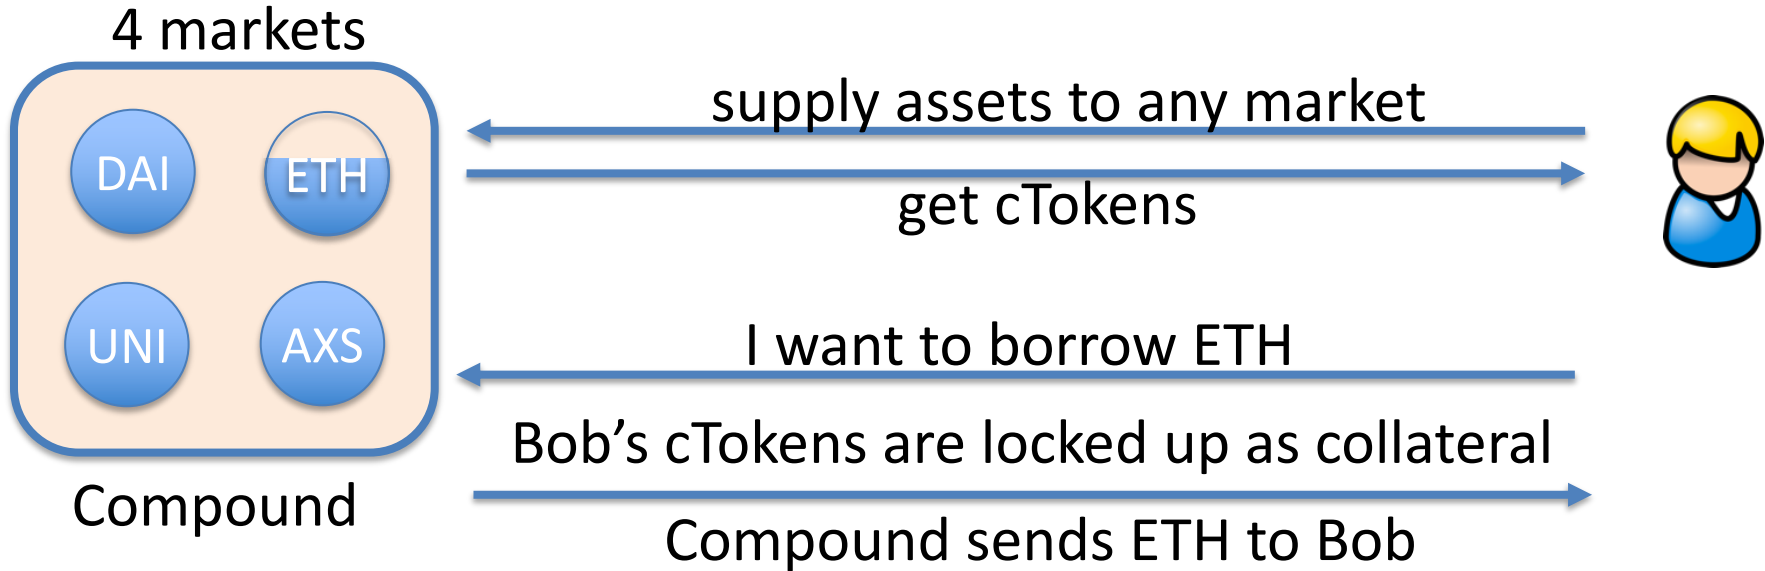 4 markets
DAI
ETH
UNI
AXS
Compound
supply assets to any market
get cTokens
I want to borrow ETH
Bob’s cTokens are locked up as collateral
Compound sends ETH to Bob